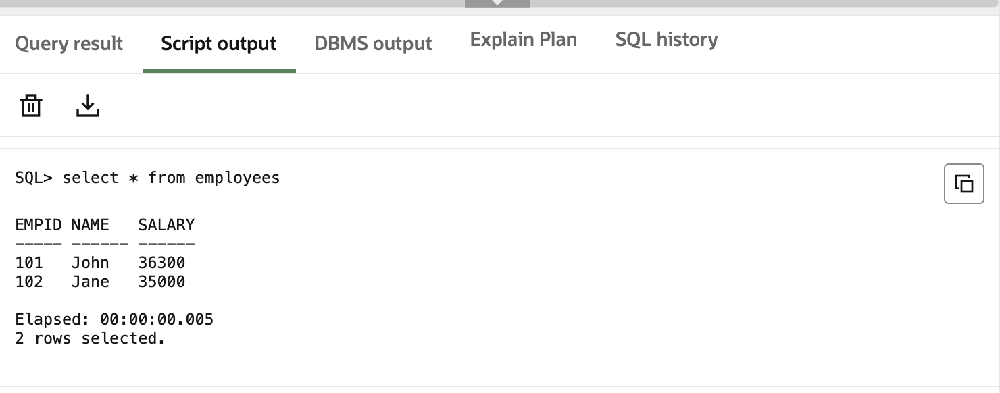 Query result Script output DBMS output Explain Plan SQL history
SQL> select * from employees
EMPID NAME   SALARY
----- ------ ------
101   John   36300
102   Jane   35000
Elapsed: 00:00:00.005
2 rows selected.